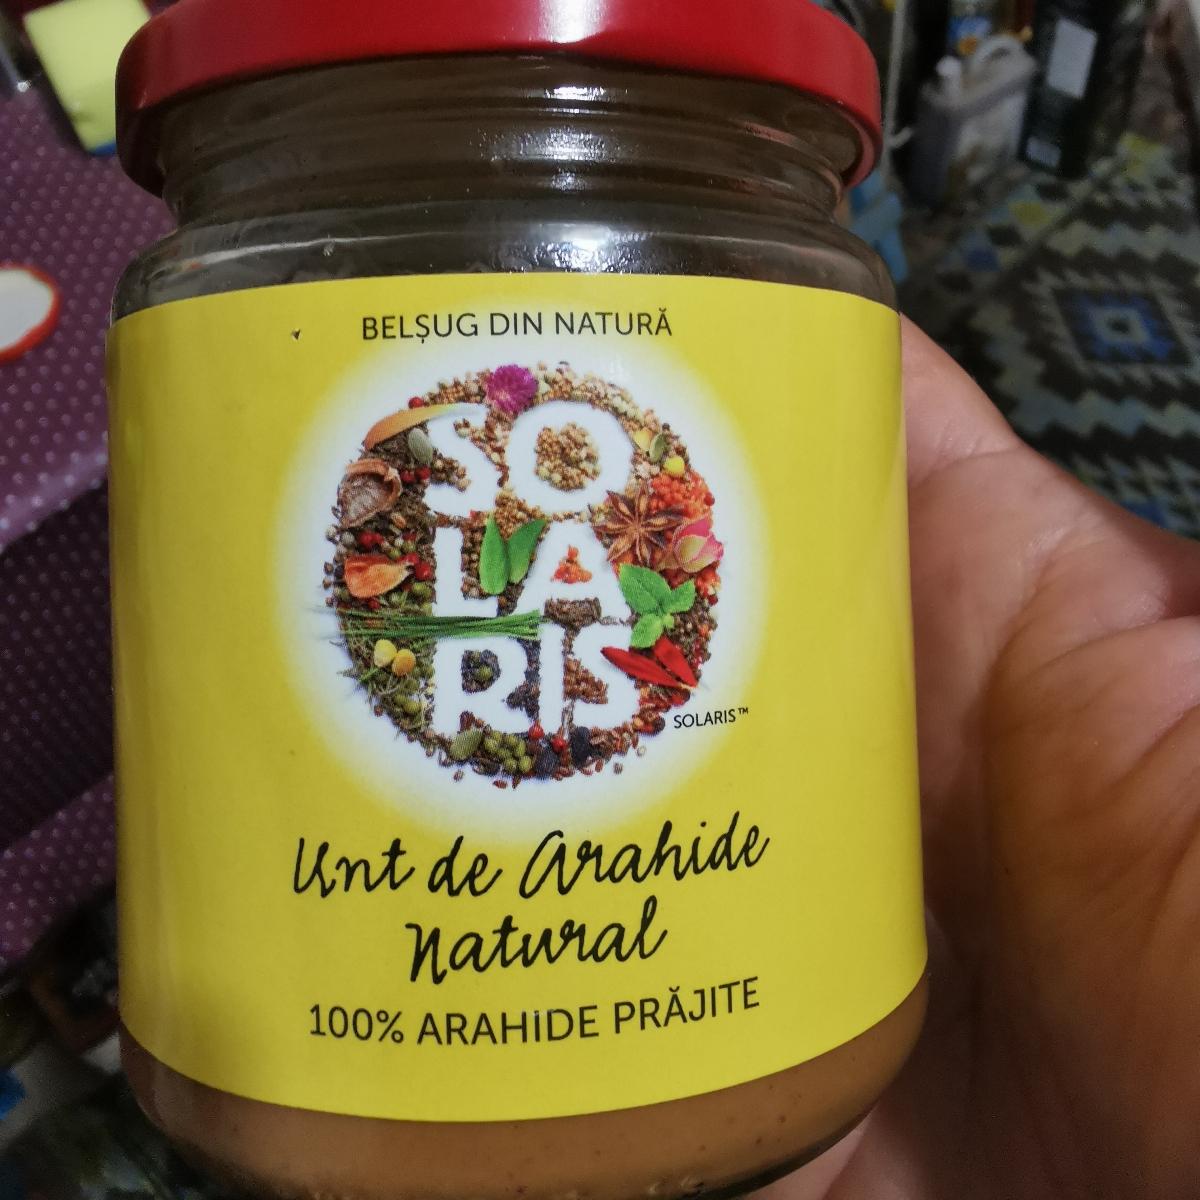 BELȘUG DIN NATURĂ
SO
LA
RIS
SOLARIS™
Unt de Arahide
Natural
100% ARAHIDE PRĂJITE